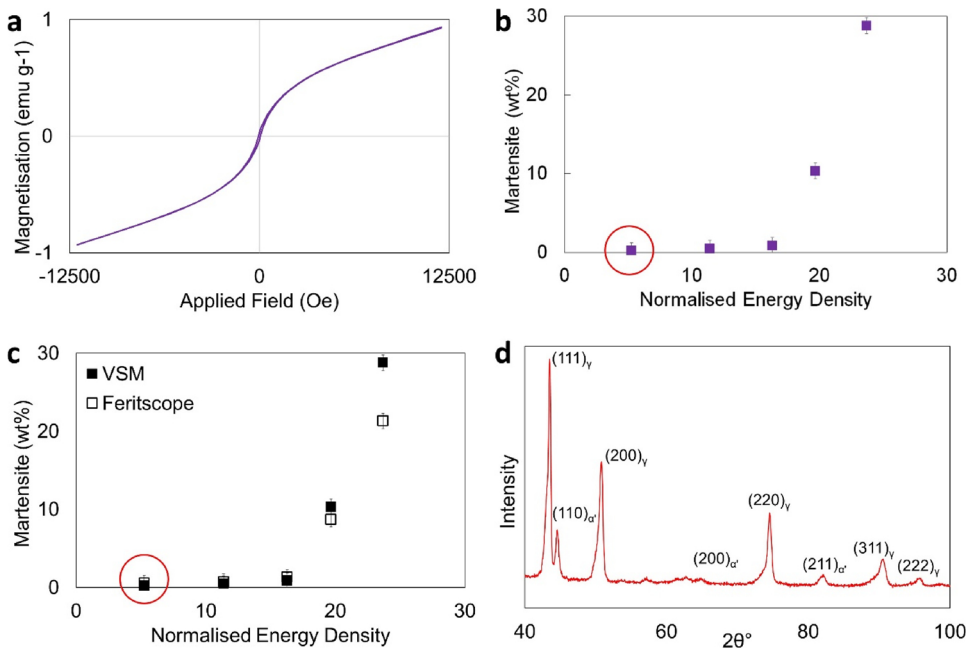 a
1
0
-1
-12500 0 12500
Magnetisation (emu g-1)
Applied Field (Oe)
b
30
20
10
0
0 10 20 30
Martensite (wt%)
Normalised Energy Density
c
30
20
10
0
0 10 20 30
VSM
Feritscope
Martensite (wt%)
Normalised Energy Density
d
(111)γ
(110)α'
(200)γ
(200)α'
(220)γ
(211)α'
(311)γ
(222)γ
Intensity
40 60 80 100
2θ°